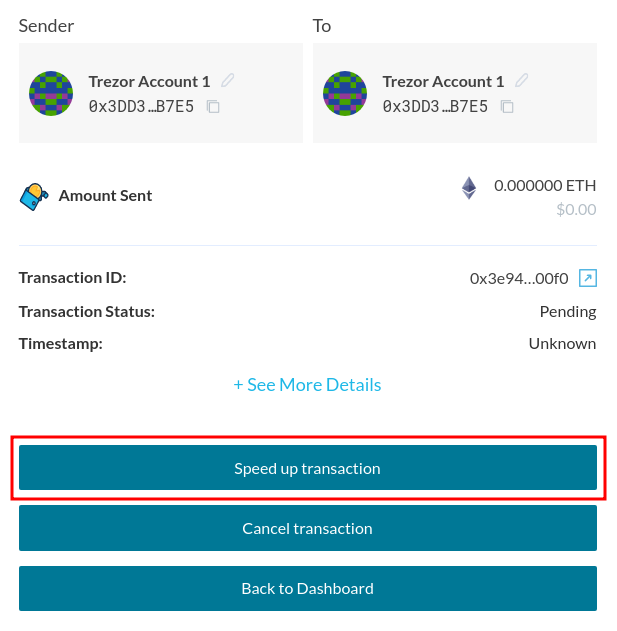 Sender
To
Trezor Account 1
0x3DD3…B7E5
Trezor Account 1
0x3DD3…B7E5
Amount Sent
0.000000 ETH
$0.00
Transaction ID:
0x3e94…00f0
Transaction Status:
Pending
Timestamp:
Unknown
+ See More Details
Speed up transaction
Cancel transaction
Back to Dashboard